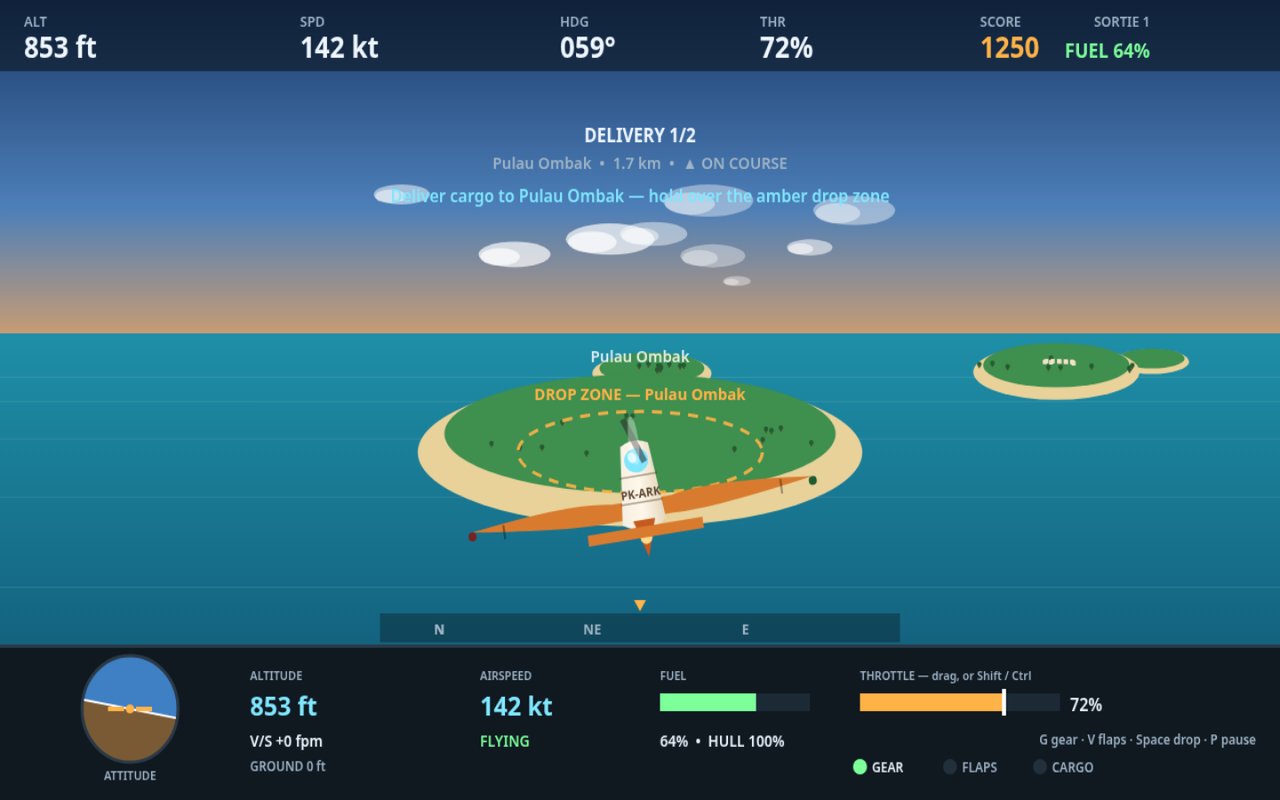 ALT SPD HDG THR SCORE SORTIE 1
853 ft 142 kt 059° 72% 1250 FUEL 64%
DELIVERY 1/2
Pulau Ombak • 1.7 km • ▲ ON COURSE
Deliver cargo to Pulau Ombak — hold over the amber drop zone
Pulau Ombak
DROP ZONE — Pulau Ombak
PK-ARK
N NE E
ALTITUDE AIRSPEED FUEL THROTTLE — drag, or Shift / Ctrl
853 ft 142 kt 72%
V/S +0 fpm FLYING 64% • HULL 100% G gear · V flaps · Space drop · P pause
GROUND 0 ft GEAR FLAPS CARGO
ATTITUDE